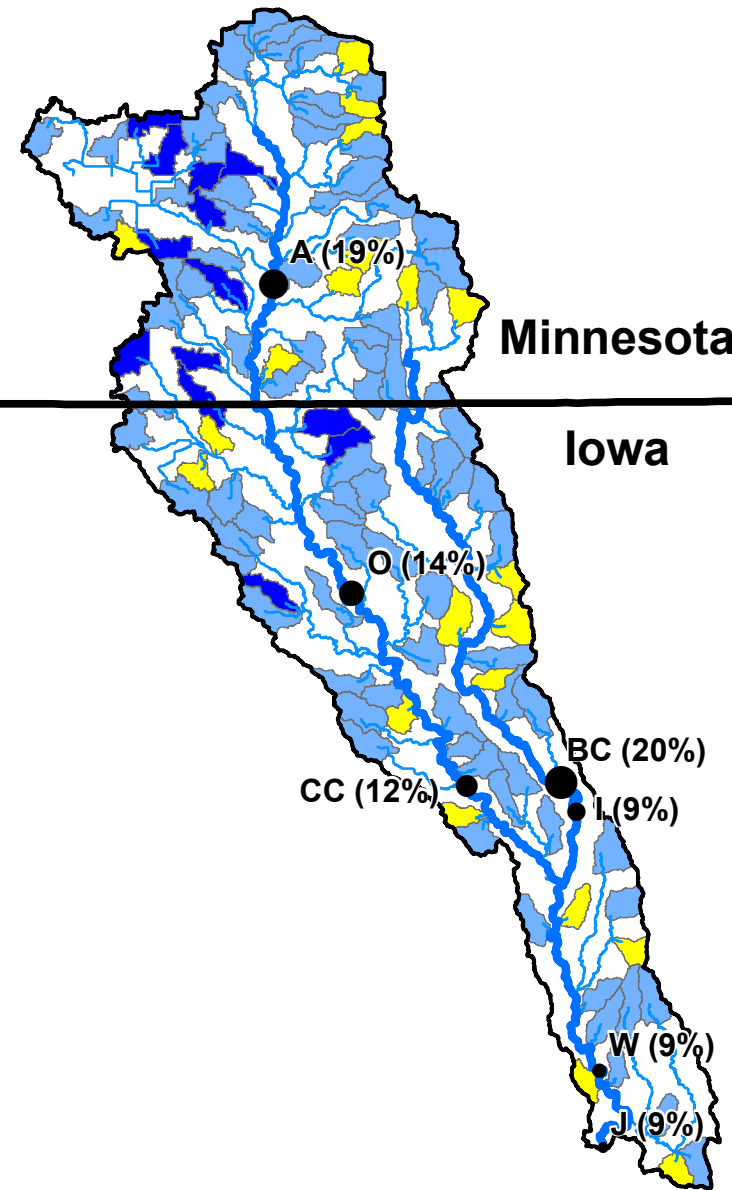 A (19%)
Minnesota
Iowa
O (14%)
BC (20%)
CC (12%)
I (9%)
W (9%)
J (9%)